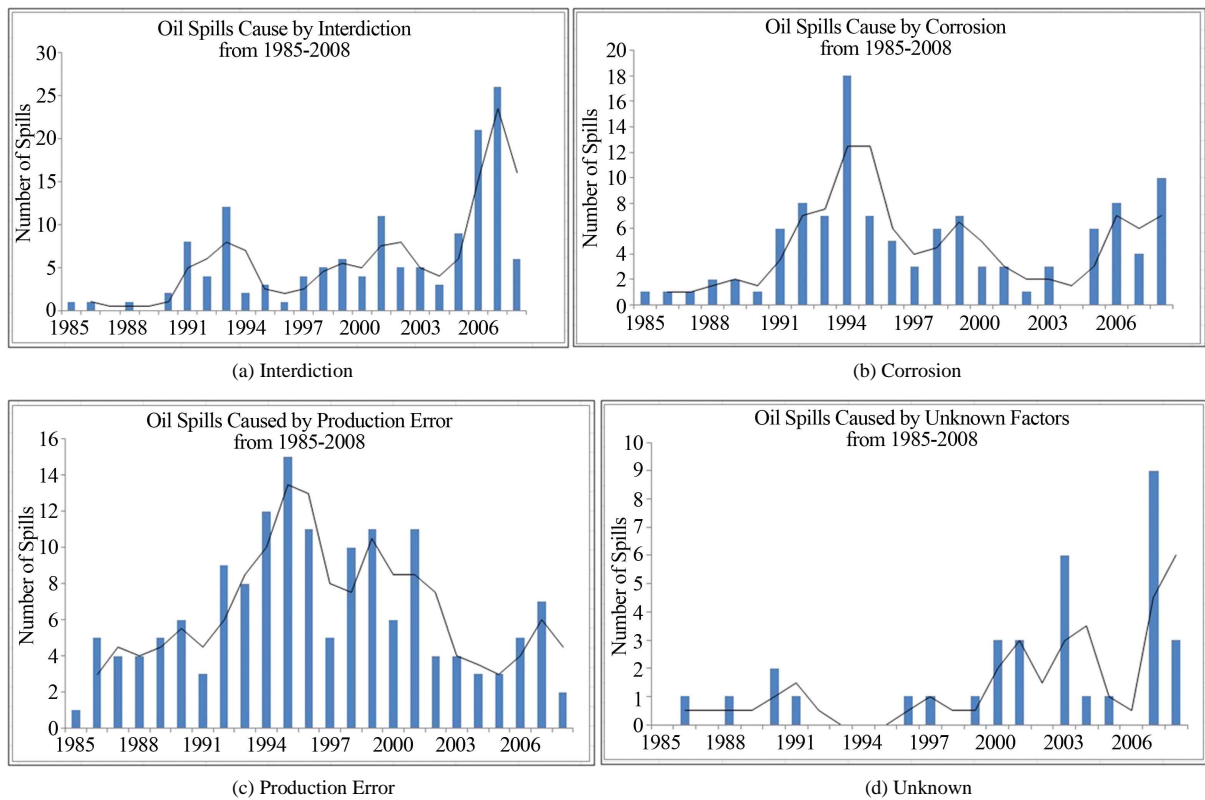 Oil Spills Cause by Interdiction
from 1985-2008
Number of Spills
30
25
20
15
10
5
0
1985 1988 1991 1994 1997 2000 2003 2006
(a) Interdiction
Oil Spills Cause by Corrosion
from 1985-2008
Number of Spills
20
18
16
14
12
10
8
6
4
2
0
1985 1988 1991 1994 1997 2000 2003 2006
(b) Corrosion
Oil Spills Caused by Production Error
from 1985-2008
Number of Spills
16
14
12
10
8
6
4
2
0
1985 1988 1991 1994 1997 2000 2003 2006
(c) Production Error
Oil Spills Caused by Unknown Factors
from 1985-2008
Number of Spills
10
9
8
7
6
5
4
3
2
1
0
1985 1988 1991 1994 1997 2000 2003 2006
(d) Unknown